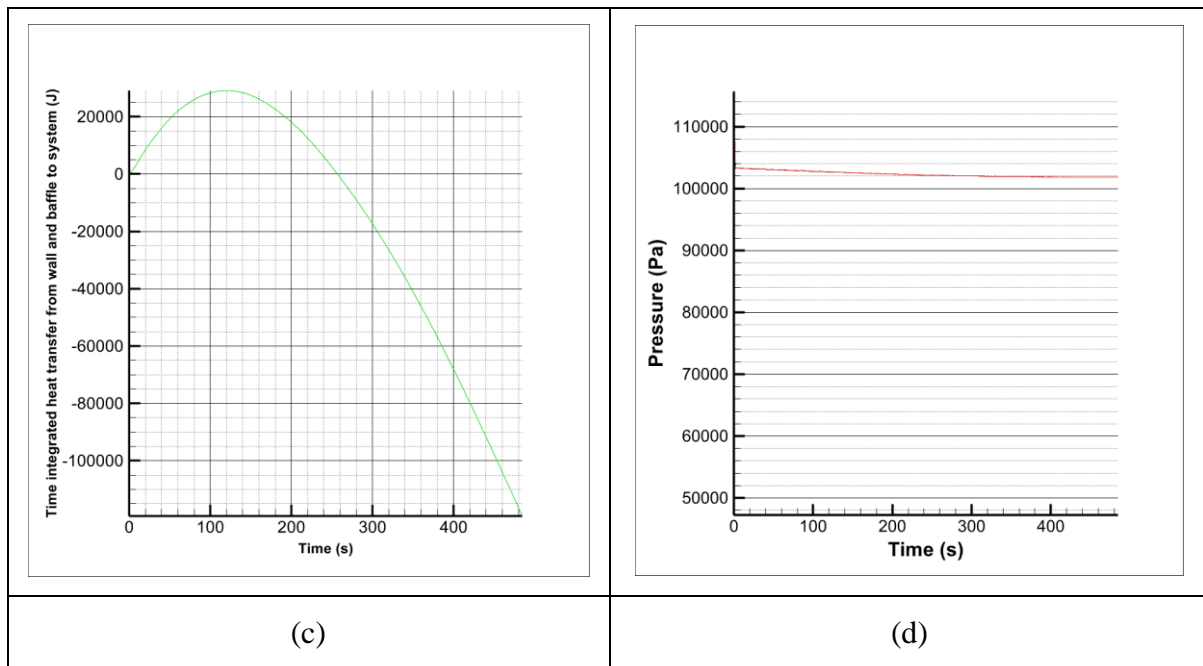 Time integrated heat transfer from wall and baffle to system (J)
20000
0
-20000
-40000
-60000
-80000
-100000
0 100 200 300 400
Time (s)
Pressure (Pa)
110000
100000
90000
80000
70000
60000
50000
0 100 200 300 400
Time (s)
(c)
(d)